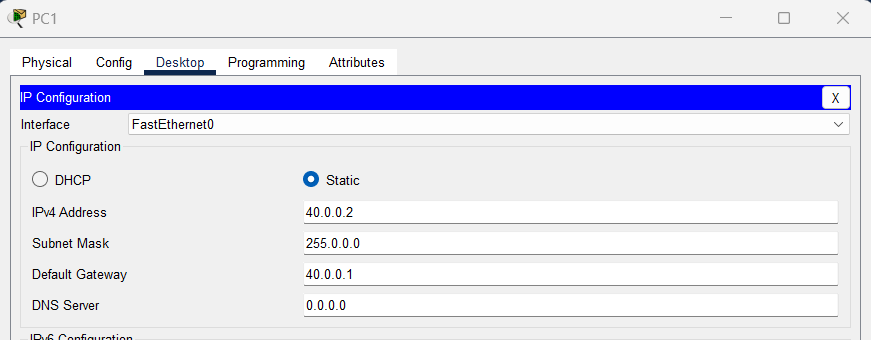 PC1
Physical Config Desktop Programming Attributes
IP Configuration X
Interface FastEthernet0
IP Configuration
DHCP Static
IPv4 Address 40.0.0.2
Subnet Mask 255.0.0.0
Default Gateway 40.0.0.1
DNS Server 0.0.0.0
IPv6 Configuration